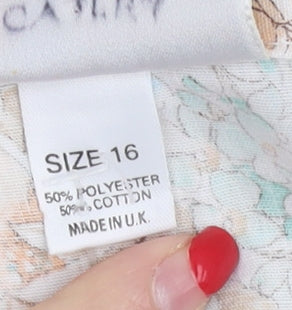 SIZE 16
50% POLYESTER
50% COTTON
MADE IN U.K.